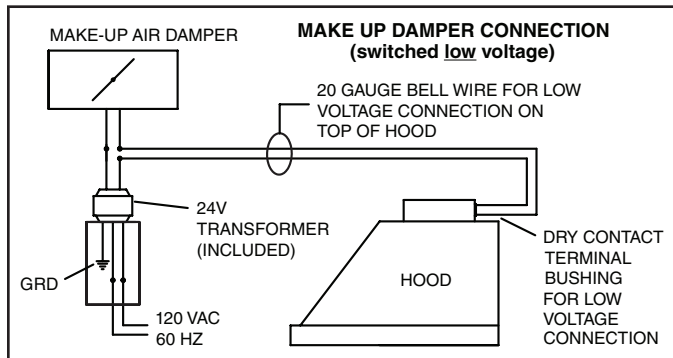 MAKE-UP AIR DAMPER
MAKE UP DAMPER CONNECTION
(switched low voltage)
20 GAUGE BELL WIRE FOR LOW
VOLTAGE CONNECTION ON
TOP OF HOOD
24V
TRANSFORMER
(INCLUDED)
GRD
120 VAC
60 HZ
HOOD
DRY CONTACT
TERMINAL
BUSHING
FOR LOW
VOLTAGE
CONNECTION